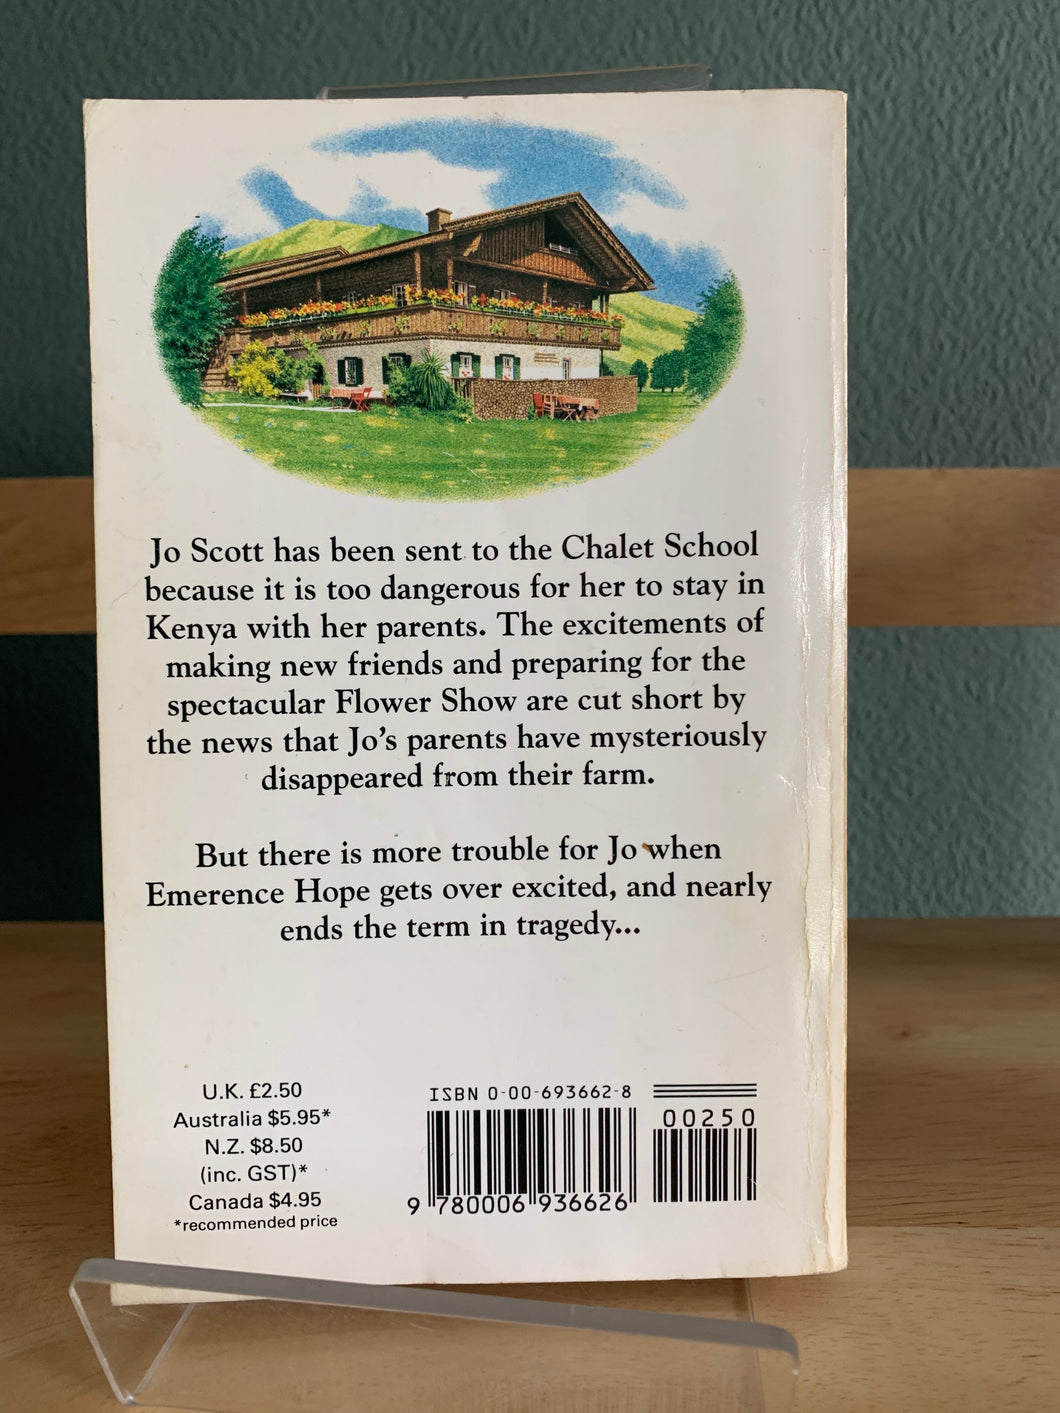 Jo Scott has been sent to the Chalet School
because it is too dangerous for her to stay in
Kenya with her parents. The excitements of
making new friends and preparing for the
spectacular Flower Show are cut short by
the news that Jo's parents have mysteriously
disappeared from their farm.
But there is more trouble for Jo when
Emerence Hope gets over excited, and nearly
ends the term in tragedy...
U.K. £2.50
Australia $5.95*
N.Z. $8.50
(inc. GST)*
Canada $4.95
*recommended price
ISBN 0-00-693662-8
00250
9 780006 936626